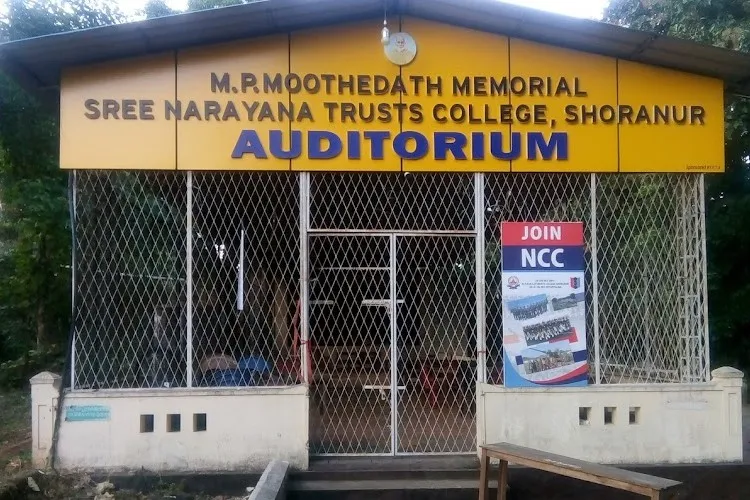 M.P.MOOTHEDATH MEMORIAL
SREE NARAYANA TRUSTS COLLEGE, SHORANUR
AUDITORIUM
JOIN
NCC